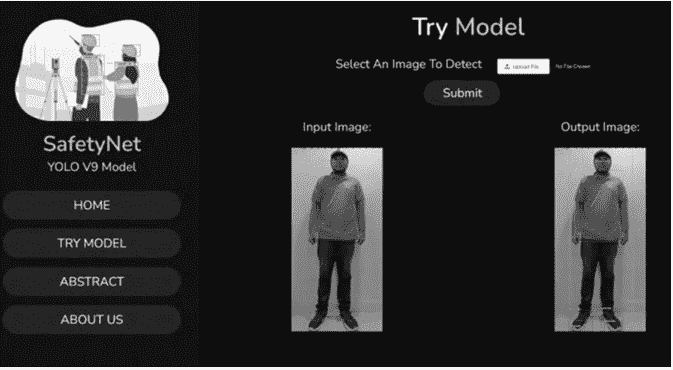 SafetyNet
YOLO V9 Model
HOME
TRY MODEL
ABSTRACT
ABOUT US
Try Model
Select An Image To Detect
Upload File
No File Chosen
Submit
Input Image:
Output Image: